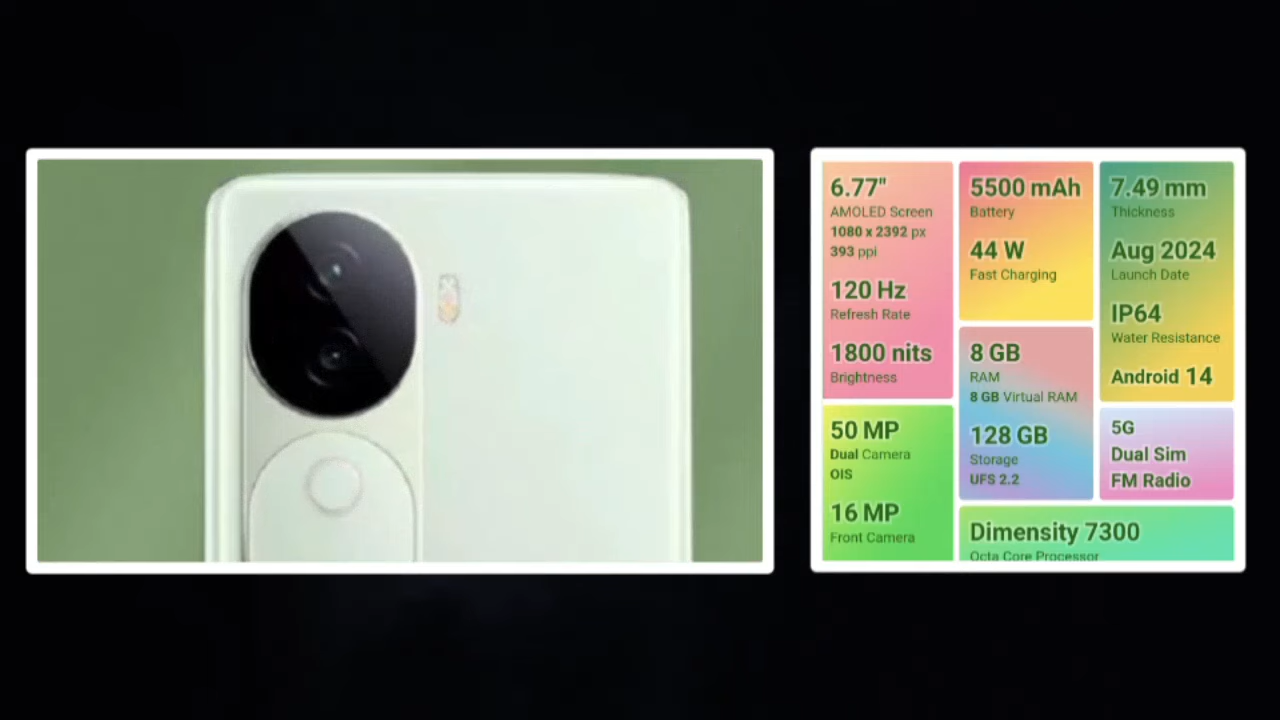 6.77"
AMOLED Screen
1080 x 2392 px
393 ppi
120 Hz
Refresh Rate
1800 nits
Brightness
50 MP
Dual Camera
OIS
16 MP
Front Camera
5500 mAh
Battery
44 W
Fast Charging
8 GB
RAM
8 GB Virtual RAM
128 GB
Storage
UFS 2.2
7.49 mm
Thickness
Aug 2024
Launch Date
IP64
Water Resistance
Android 14
5G
Dual Sim
FM Radio
Dimensity 7300
Octa Core Processor